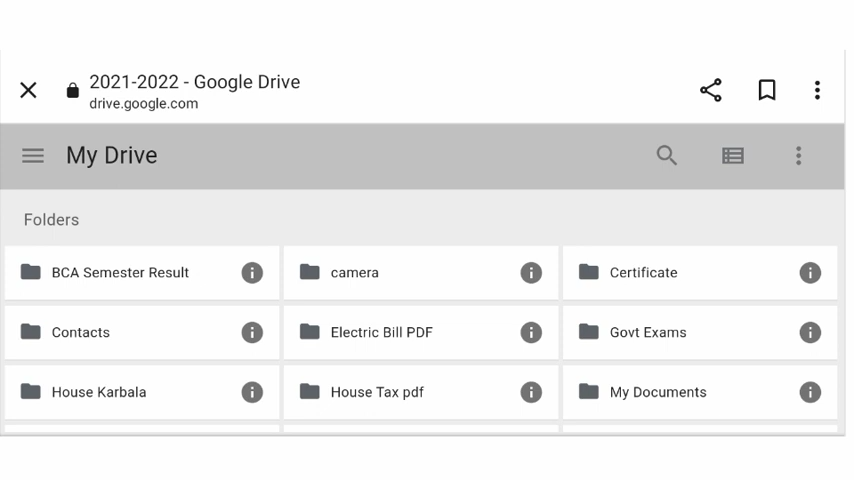 2021-2022 - Google Drive
drive.google.com
My Drive
Folders
BCA Semester Result
camera
Certificate
Contacts
Electric Bill PDF
Govt Exams
House Karbala
House Tax pdf
My Documents